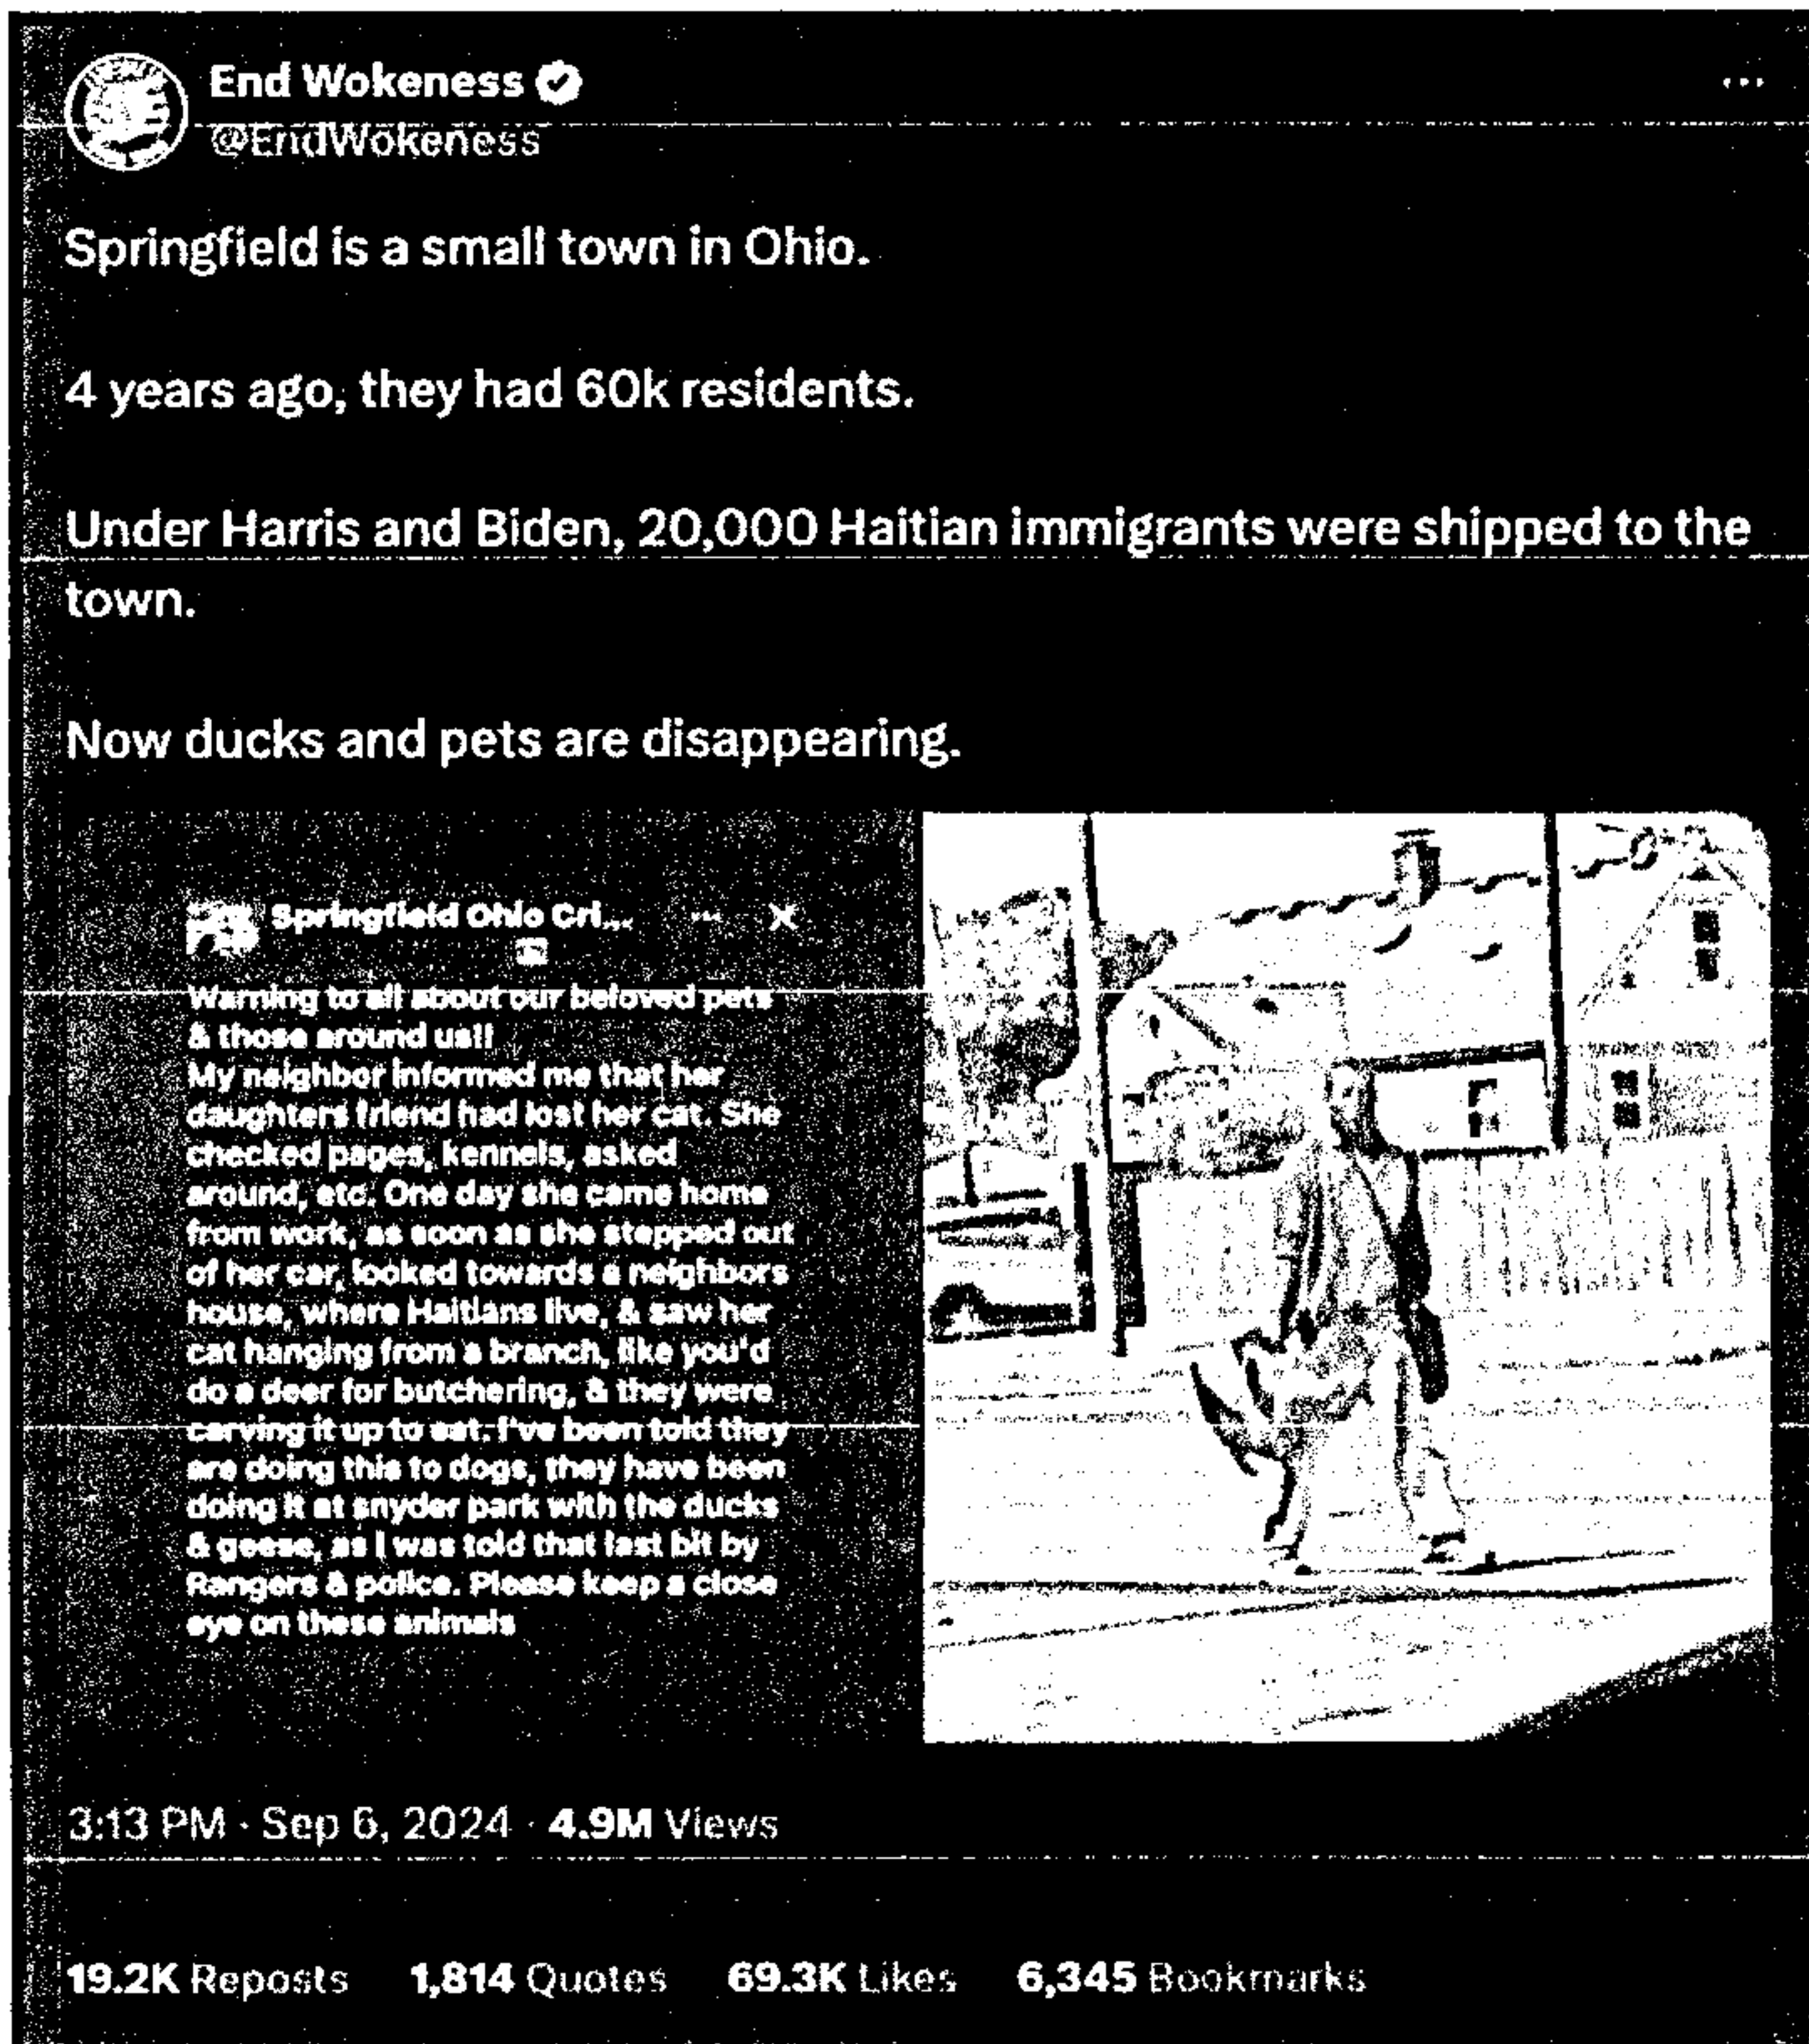 End Wokeness
@EndWokeness
Springfield is a small town in Ohio.
4 years ago, they had 60k residents.
Under Harris and Biden, 20,000 Haitian immigrants were shipped to the
town.
Now ducks and pets are disappearing.
Springfield Ohio Cri...
Warning to all about our beloved pets
& those around us!!
My neighbor informed me that her
daughters friend had lost her cat. She
checked pages, kennels, asked
around, etc. One day she came home
from work, as soon as she stepped out
of her car, looked towards a neighbors
house, where Haitians live, & saw her
cat hanging from a branch, like you'd
do a deer for butchering, & they were
carving it up to eat. I've been told they
are doing this to dogs, they have been
doing it at snyder park with the ducks
& geese, as I was told that last bit by
Rangers & police. Please keep a close
eye on these animals
3:13 PM · Sep 6, 2024 · 4.9M Views
19.2K Reposts 1,814 Quotes 69.3K Likes 6,345 Bookmarks